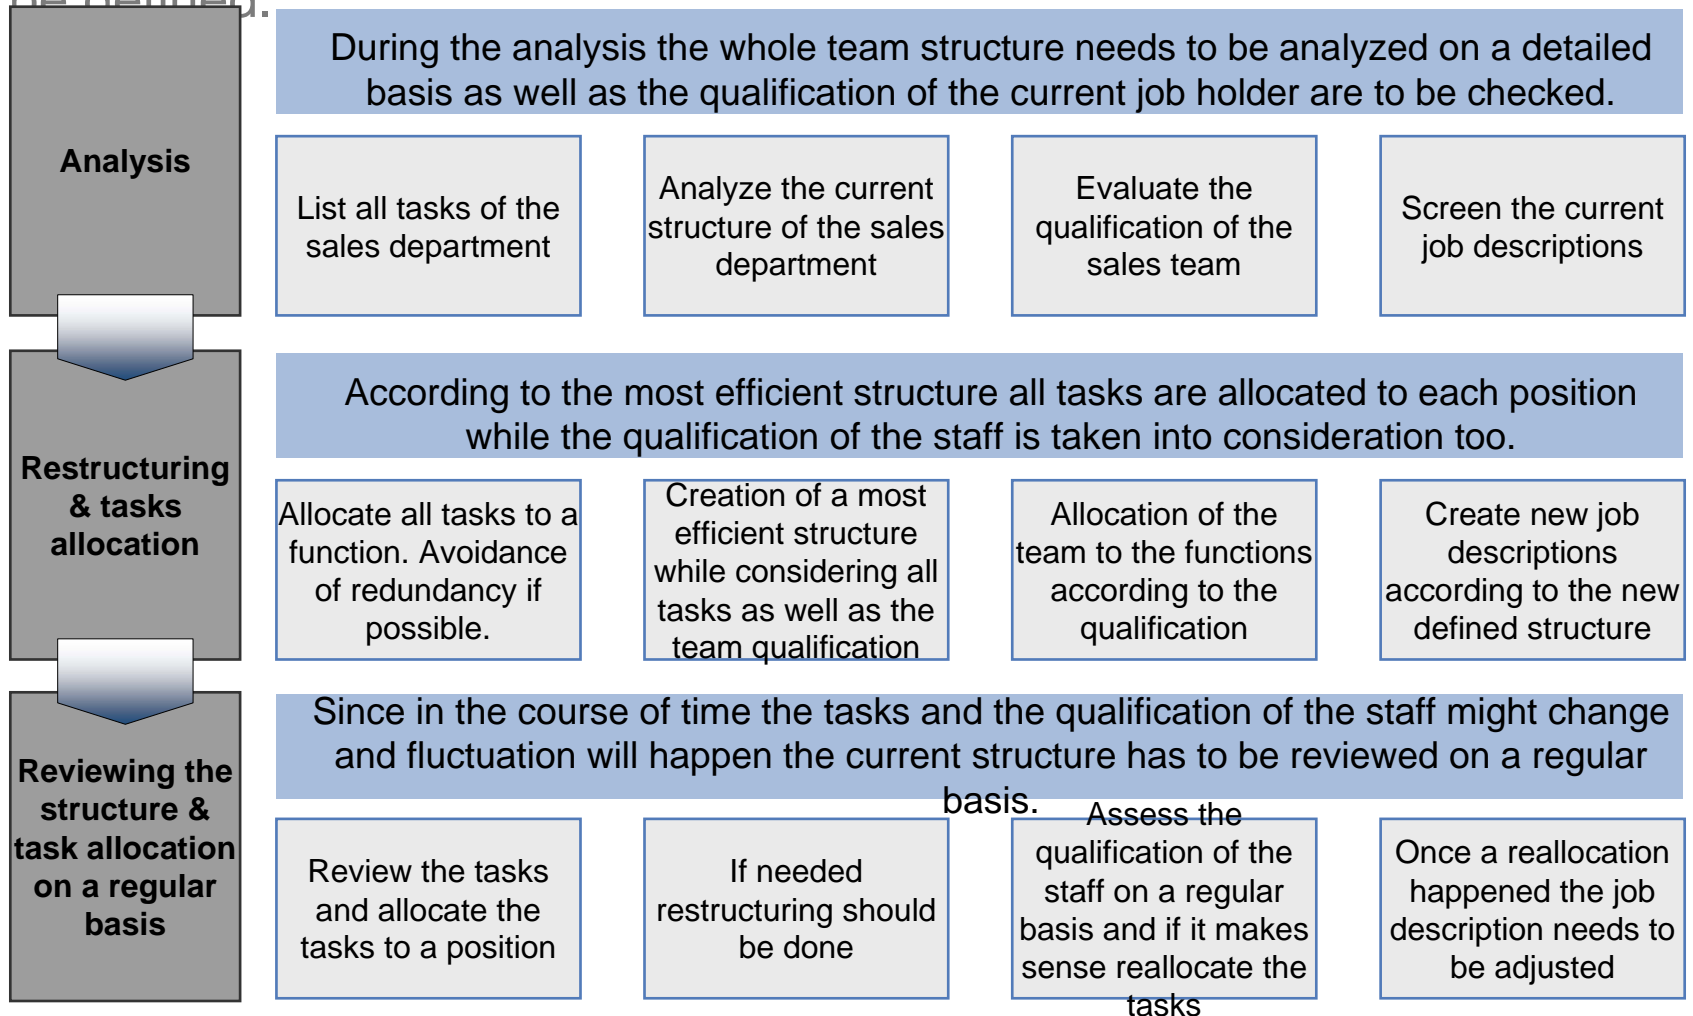 be defined.
Analysis
During the analysis the whole team structure needs to be analyzed on a detailed
basis as well as the qualification of the current job holder are to be checked.
List all tasks of the
sales department
Analyze the current
structure of the sales
department
Evaluate the
qualification of the
sales team
Screen the current
job descriptions
Restructuring
& tasks
allocation
According to the most efficient structure all tasks are allocated to each position
while the qualification of the staff is taken into consideration too.
Allocate all tasks to a
function. Avoidance
of redundancy if
possible.
Creation of a most
efficient structure
while considering all
tasks as well as the
team qualification
Allocation of the
team to the functions
according to the
qualification
Create new job
descriptions
according to the new
defined structure
Reviewing the
structure &
task allocation
on a regular
basis
Since in the course of time the tasks and the qualification of the staff might change
and fluctuation will happen the current structure has to be reviewed on a regular
basis.
Review the tasks
and allocate the
tasks to a position
If needed
restructuring should
be done
Assess the
qualification of the
staff on a regular
basis and if it makes
sense reallocate the
tasks
Once a reallocation
happened the job
description needs to
be adjusted